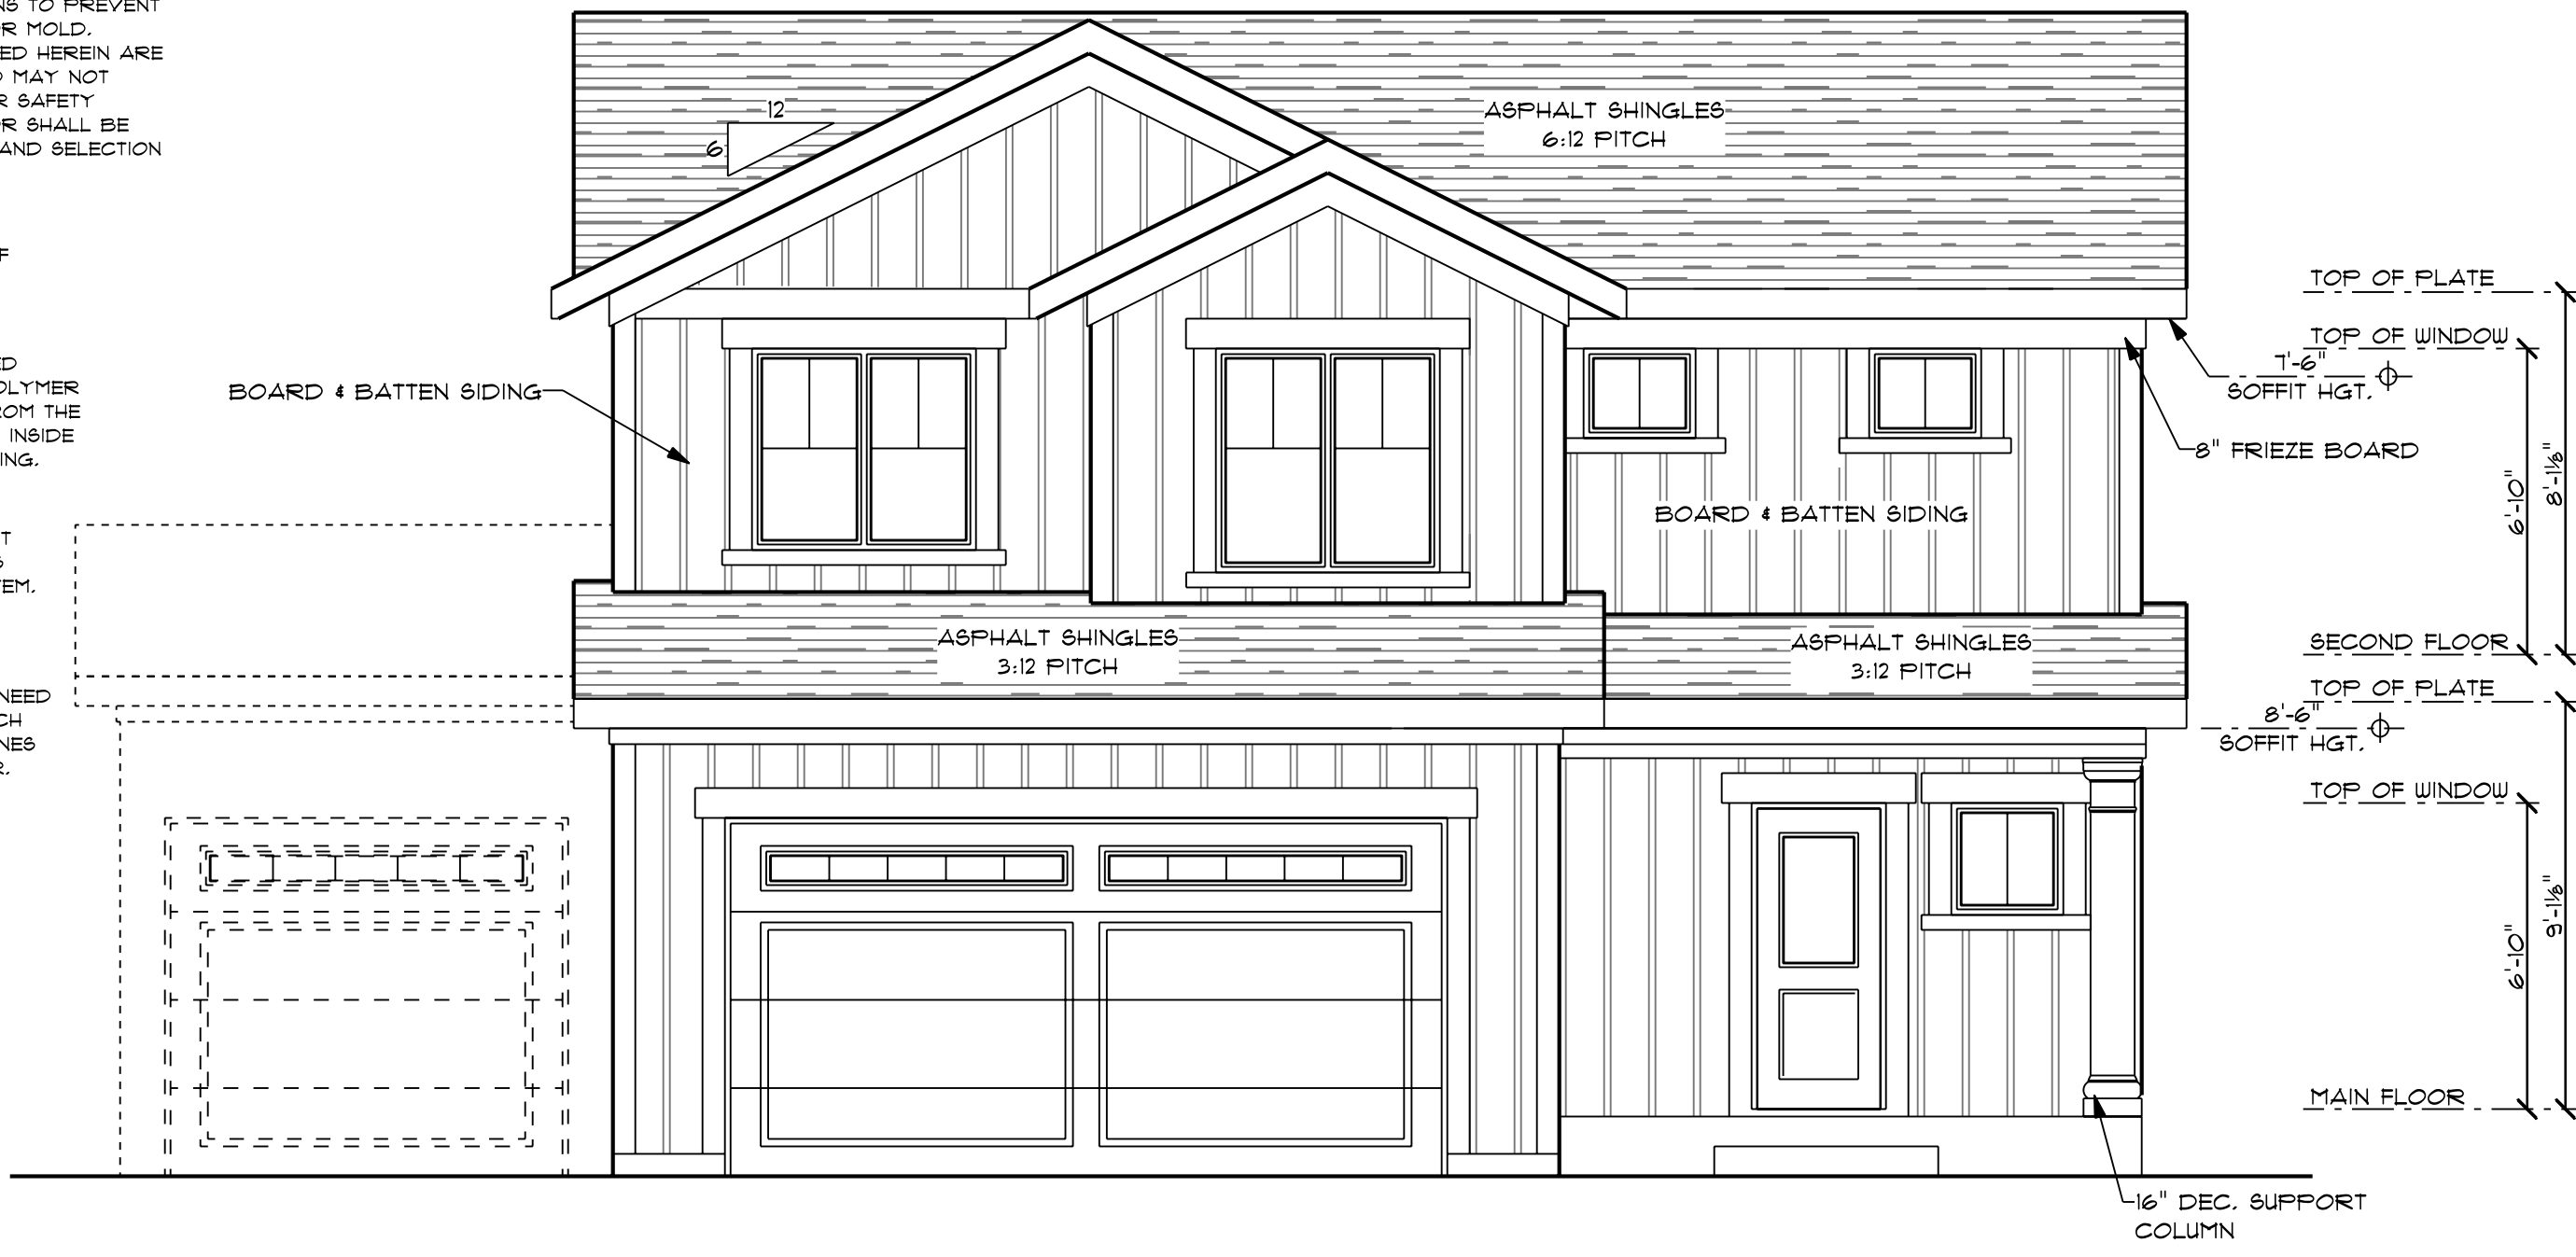 NS TO PREVENT
OR MOLD.
ED HEREIN ARE
MAY NOT
R SAFETY
OR SHALL BE
AND SELECTION
F
ED
OLYMER
ROM THE
INSIDE
ING.
T
S
TEM.
NEED
CH
NES
R.
12
6
ASPHALT SHINGLES
6:12 PITCH
BOARD & BATTEN SIDING
BOARD & BATTEN SIDING
ASPHALT SHINGLES
3:12 PITCH
ASPHALT SHINGLES
3:12 PITCH
TOP OF PLATE
TOP OF WINDOW
7'-6"
SOFFIT HGT.
8" FRIEZE BOARD
6'-10"
8'-1⅛"
SECOND FLOOR
TOP OF PLATE
8'-6"
SOFFIT HGT.
TOP OF WINDOW
6'-10"
9'-1⅛"
MAIN FLOOR
16" DEC. SUPPORT
COLUMN